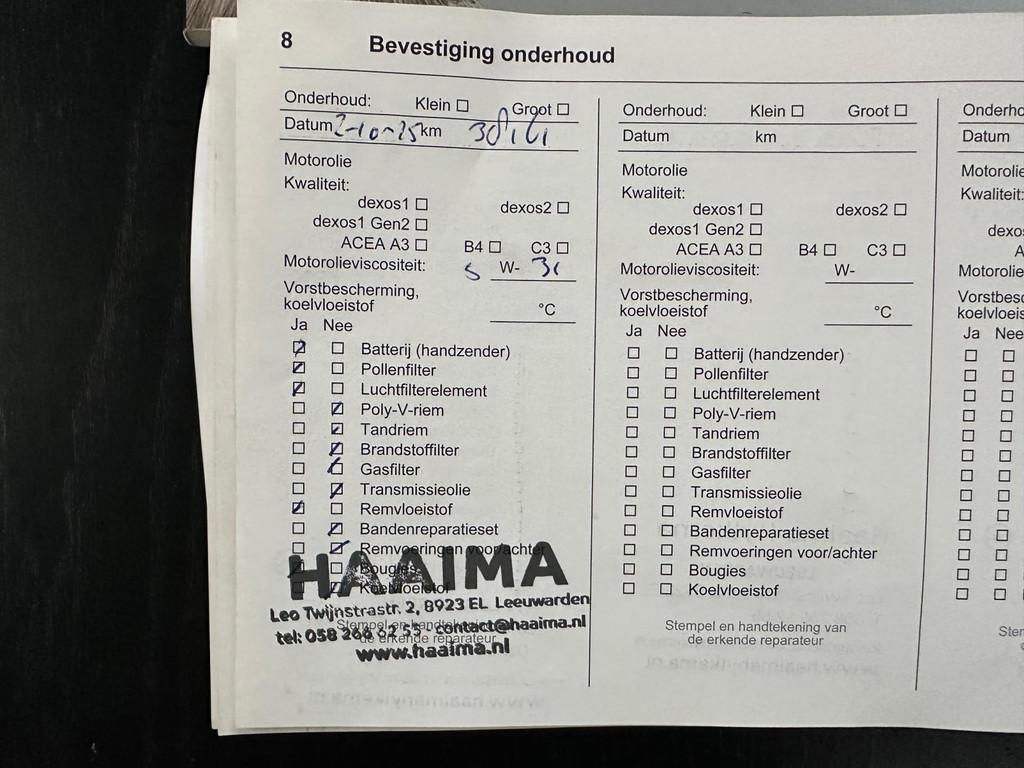 8 Bevestiging onderhoud
Onderhoud: Klein ☐ Groot ☐
Datum 2-10-25 km
Motorolie
Kwaliteit:
dexos1 ☐ dexos2 ☐
dexos1 Gen2 ☐
ACEA A3 ☐ B4 ☐ C3 ☐
Motorolieviscositeit: 5 W- 30
Vorstbescherming,
koelvloeistof °C
Ja Nee
☑ ☐ Batterij (handzender)
☑ ☐ Pollenfilter
☑ ☐ Luchtfilterelement
☐ ☑ Poly-V-riem
☐ ☑ Tandriem
☐ ☑ Brandstoffilter
☐ ☑ Gasfilter
☐ ☑ Transmissieolie
☑ ☐ Remvloeistof
☐ ☑ Bandenreparatieset
☐ ☑ Remvoeringen voor/achter
☑ ☐ Bougies
Koelvloeistof
HAAIMA
Leo Twijnstrastr. 2, 8923 EL Leeuwarden
Stempel en handtekening van
tel: 058 266 62 55 contact@haaima.nl
de erkende reparateur
www.haaima.nl
Onderhoud: Klein ☐ Groot ☐
Datum km
Motorolie
Kwaliteit:
dexos1 ☐ dexos2 ☐
dexos1 Gen2 ☐
ACEA A3 ☐ B4 ☐ C3 ☐
Motorolieviscositeit: W-
Vorstbescherming,
koelvloeistof °C
Ja Nee
☐ ☐ Batterij (handzender)
☐ ☐ Pollenfilter
☐ ☐ Luchtfilterelement
☐ ☐ Poly-V-riem
☐ ☐ Tandriem
☐ ☐ Brandstoffilter
☐ ☐ Gasfilter
☐ ☐ Transmissieolie
☐ ☐ Remvloeistof
☐ ☐ Bandenreparatieset
☐ ☐ Remvoeringen voor/achter
☐ ☐ Bougies
☐ ☐ Koelvloeistof
Stempel en handtekening van
de erkende reparateur
Datum
Kwaliteit:
Ja Nee